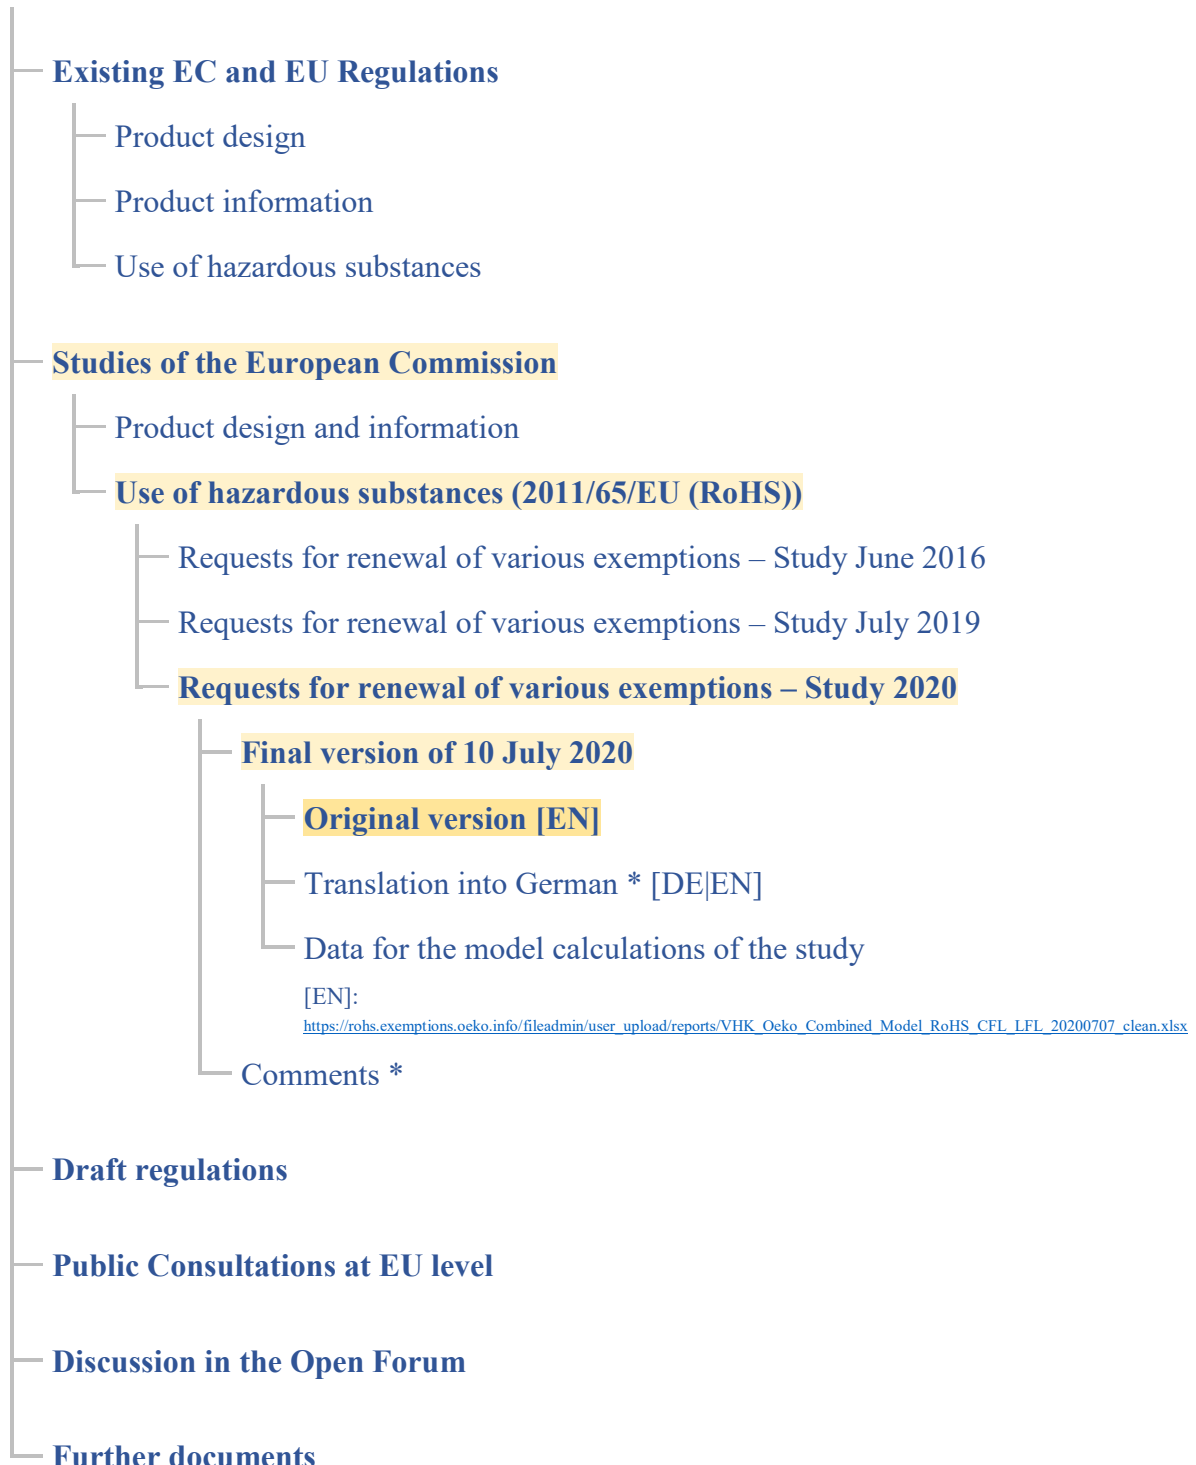 Existing EC and EU Regulations
Product design
Product information
Use of hazardous substances
Studies of the European Commission
Product design and information
Use of hazardous substances (2011/65/EU (RoHS))
Requests for renewal of various exemptions – Study June 2016
Requests for renewal of various exemptions – Study July 2019
Requests for renewal of various exemptions – Study 2020
Final version of 10 July 2020
Original version [EN]
Translation into German * [DE|EN]
Data for the model calculations of the study
[EN]:
https://rohs.exemptions.oeko.info/fileadmin/user_upload/reports/VHK_Oeko_Combined_Model_RoHS_CFL_LFL_20200707_clean.xlsx
Comments *
Draft regulations
Public Consultations at EU level
Discussion in the Open Forum
Further documents